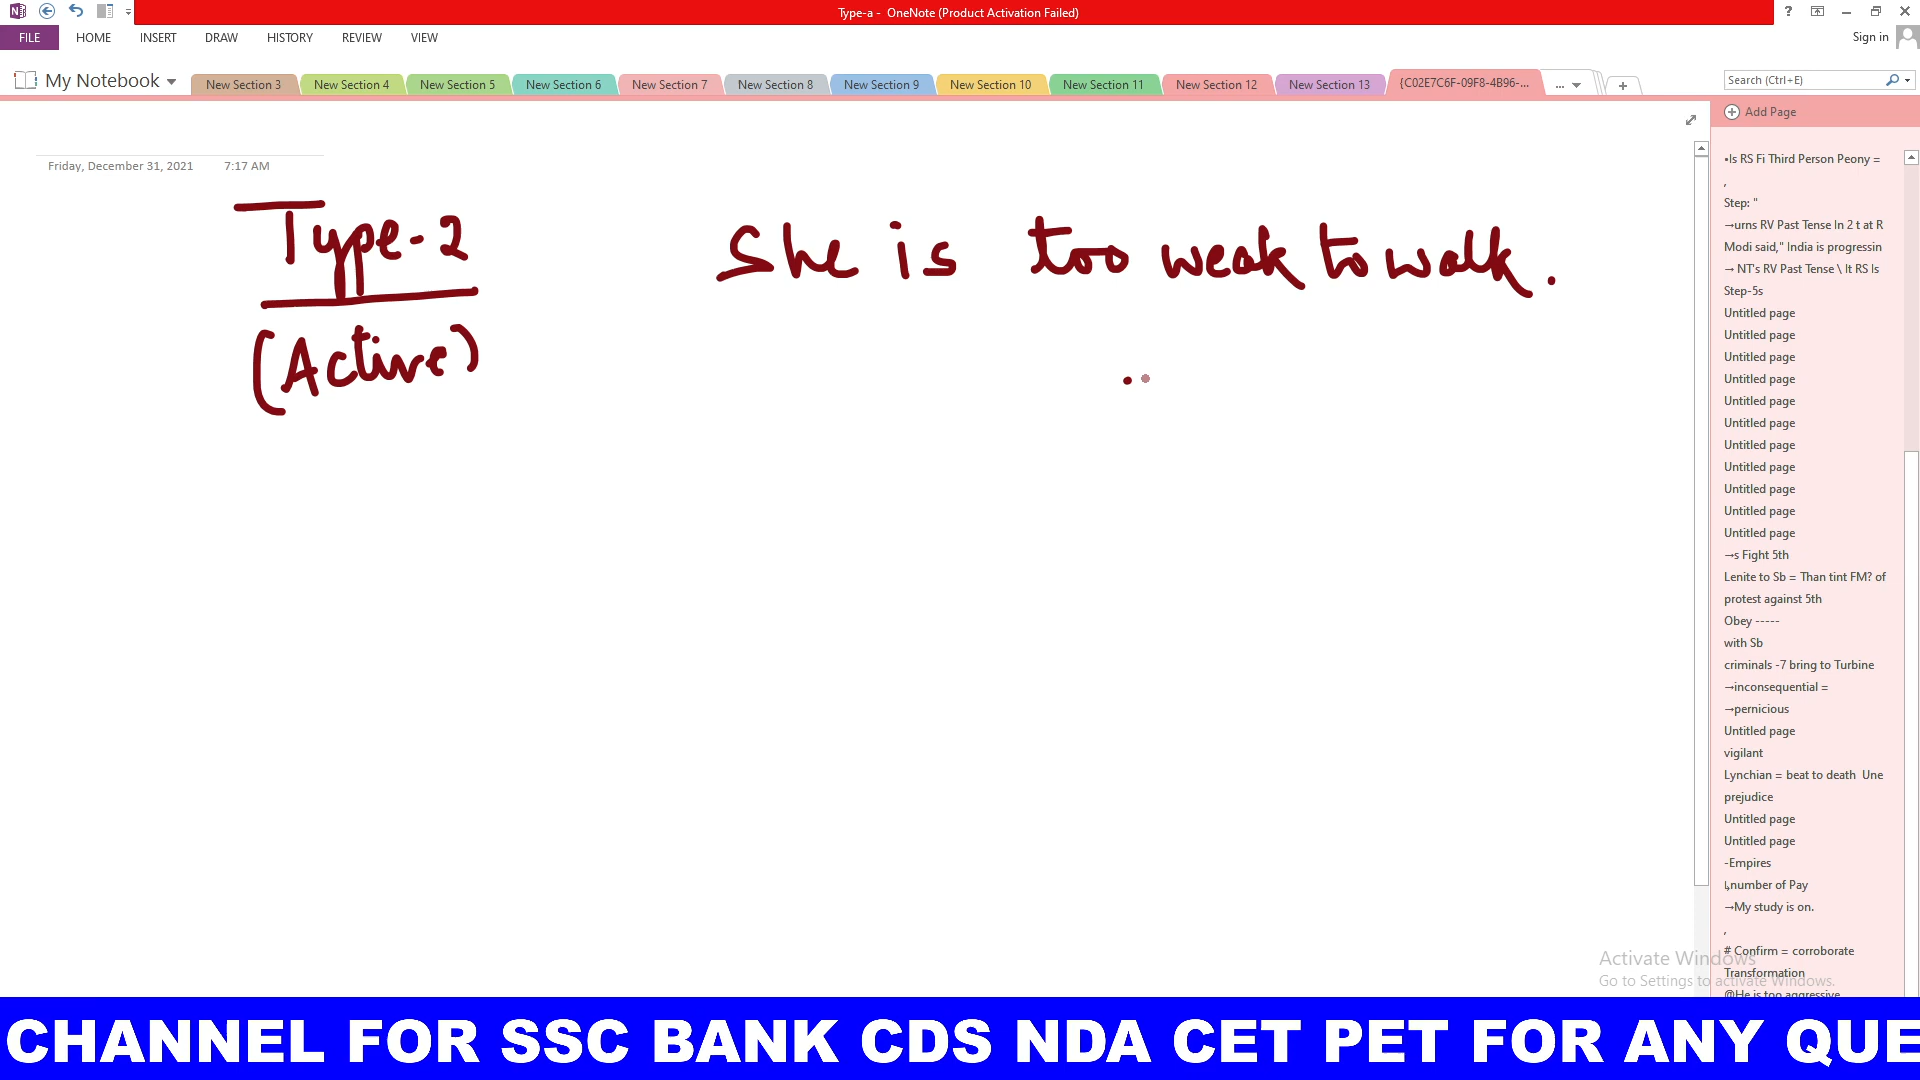 Type-a - OneNote (Product Activation Failed)
FILE HOME INSERT DRAW HISTORY REVIEW VIEW
Sign in
My Notebook
New Section 3 New Section 4 New Section 5 New Section 6 New Section 7 New Section 8 New Section 9 New Section 10 New Section 11 New Section 12 New Section 13 {C02E7C6F-09F8-4B96-... ...
Search (Ctrl+E)
Add Page
Friday, December 31, 2021 7:17 AM
Type-2
(Active)
She is too weak to walk.
•Is RS Fi Third Person Peony =
,
Step: "
→urns RV Past Tense In 2 t at R
Modi said," India is progressin
→ NT's RV Past Tense \ It RS Is
Step-5s
Untitled page
Untitled page
Untitled page
Untitled page
Untitled page
Untitled page
Untitled page
Untitled page
Untitled page
Untitled page
Untitled page
→s Fight 5th
Lenite to Sb = Than tint FM? of
protest against 5th
Obey -----
with Sb
criminals -7 bring to Turbine
→inconsequential =
→pernicious
Untitled page
vigilant
Lynchian = beat to death Une
prejudice
Untitled page
Untitled page
-Empires
↳number of Pay
→My study is on.
,
# Confirm = corroborate
Transformation
@He is too aggressive
Activate Windows
Go to Settings to activate Windows.
CHANNEL FOR SSC BANK CDS NDA CET PET FOR ANY QUE